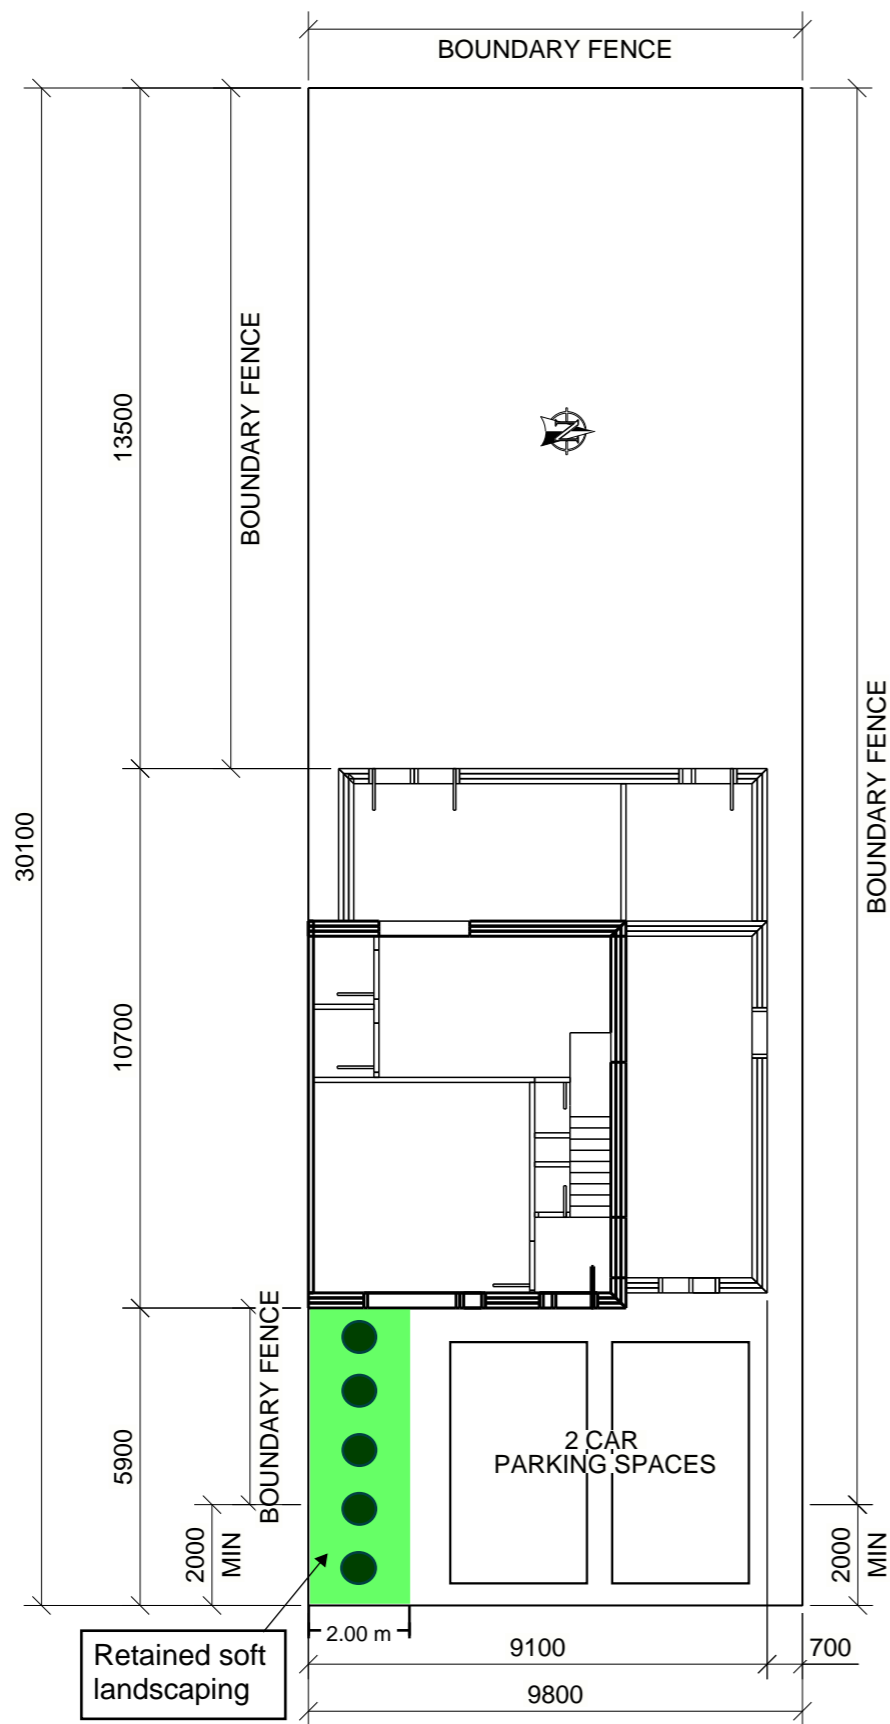 BOUNDARY FENCE
BOUNDARY FENCE
13500
30100
BOUNDARY FENCE
10700
BOUNDARY FENCE
5900
2 CAR
PARKING SPACES
2000
MIN
2000
MIN
2.00 m
Retained soft
landscaping
9100
700
9800
N